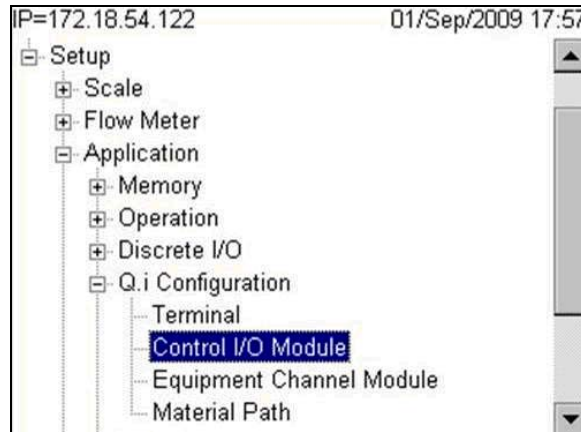 IP=172.18.54.122 01/Sep/2009 17:57
Setup
Scale
Flow Meter
Application
Memory
Operation
Discrete I/O
Q.i Configuration
Terminal
Control I/O Module
Equipment Channel Module
Material Path